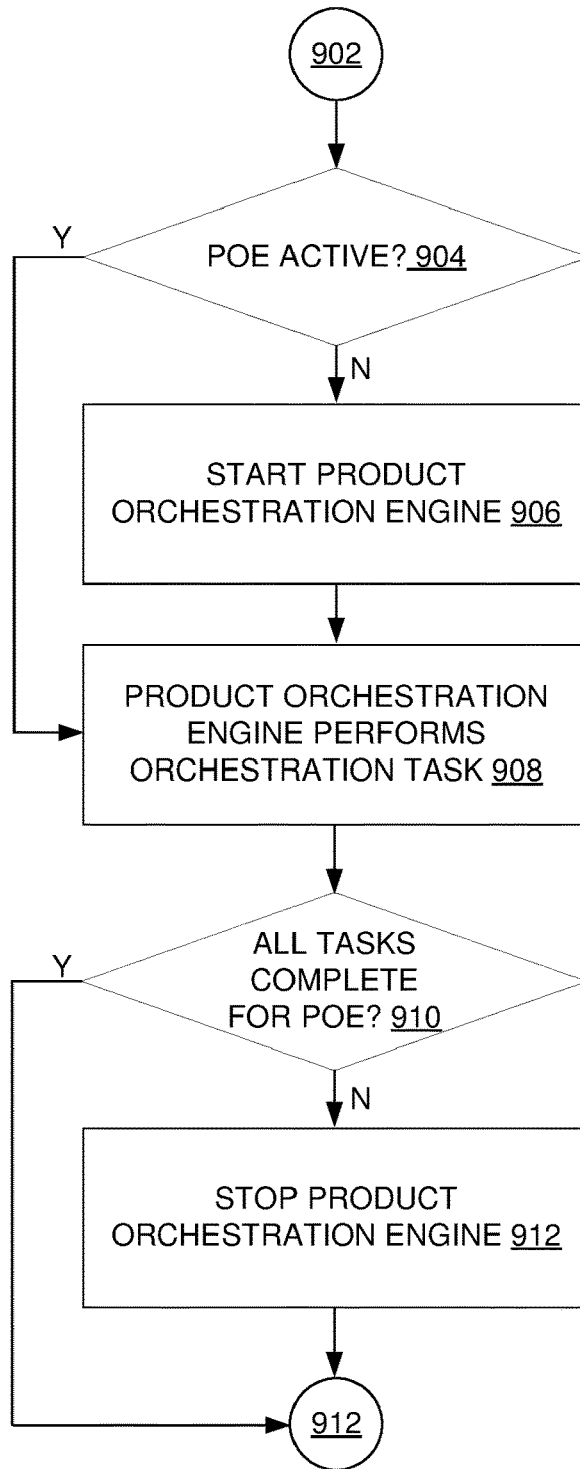 902
Y
POE ACTIVE? 904
N
START PRODUCT
ORCHESTRATION ENGINE 906
PRODUCT ORCHESTRATION
ENGINE PERFORMS
ORCHESTRATION TASK 908
Y
ALL TASKS
COMPLETE
FOR POE? 910
N
STOP PRODUCT
ORCHESTRATION ENGINE 912
912